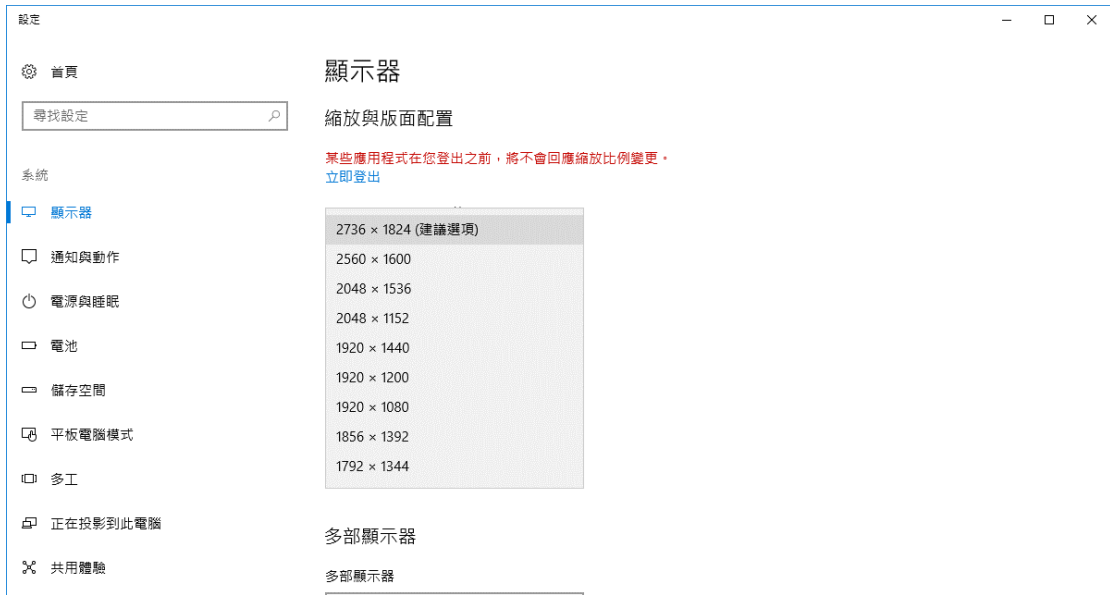 設定
首頁
尋找設定
系統
顯示器
通知與動作
電源與睡眠
電池
儲存空間
平板電腦模式
多工
正在投影到此電腦
共用體驗
顯示器
縮放與版面配置
某些應用程式在您登出之前，將不會回應縮放比例變更。
立即登出
2736 × 1824 (建議選項)
2560 × 1600
2048 × 1536
2048 × 1152
1920 × 1440
1920 × 1200
1920 × 1080
1856 × 1392
1792 × 1344
多部顯示器
多部顯示器